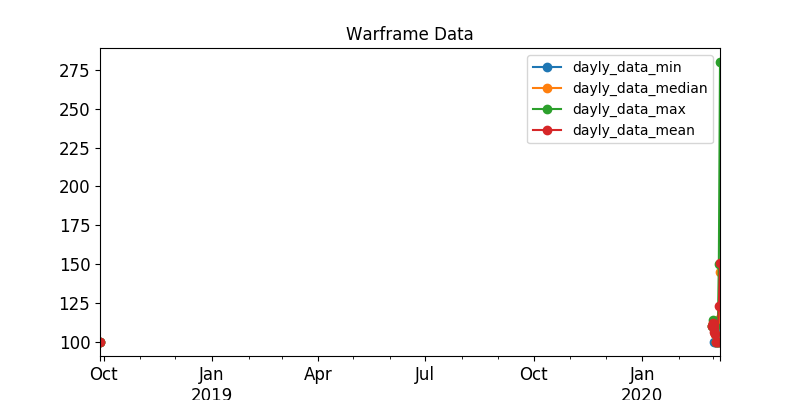 Warframe Data
275
250
225
200
175
150
125
100
dayly_data_min
dayly_data_median
dayly_data_max
dayly_data_mean
Oct Jan Apr Jul Oct Jan
2019 2020